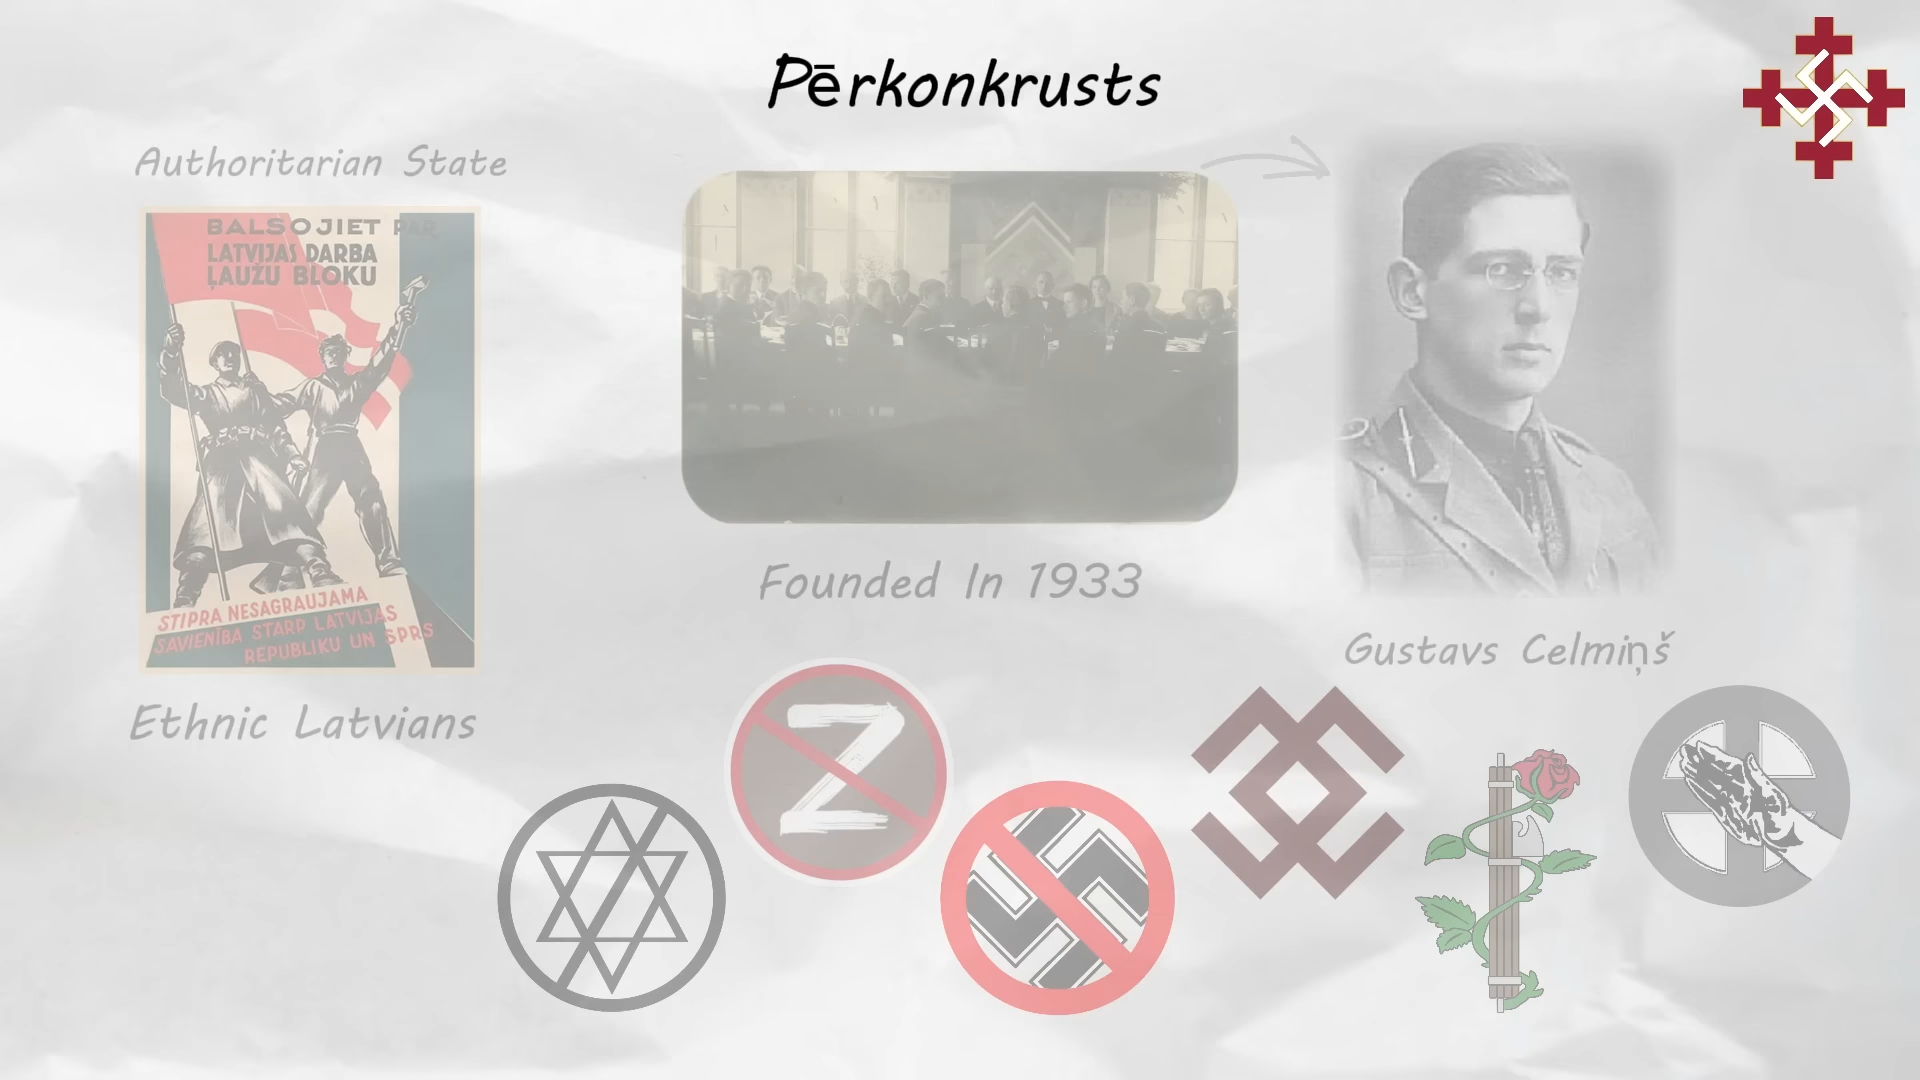 Pērkonkrusts
Authoritarian State
BALSOJIET PAR
LATVIJAS DARBA
ĻAUŽU BLOKU
STIPRA NESAGRAUJAMA
SAVIENĪBA STARP LATVIJAS
REPUBLIKU UN SPRS
Ethnic Latvians
Founded In 1933
Gustavs Celmiņš
Z